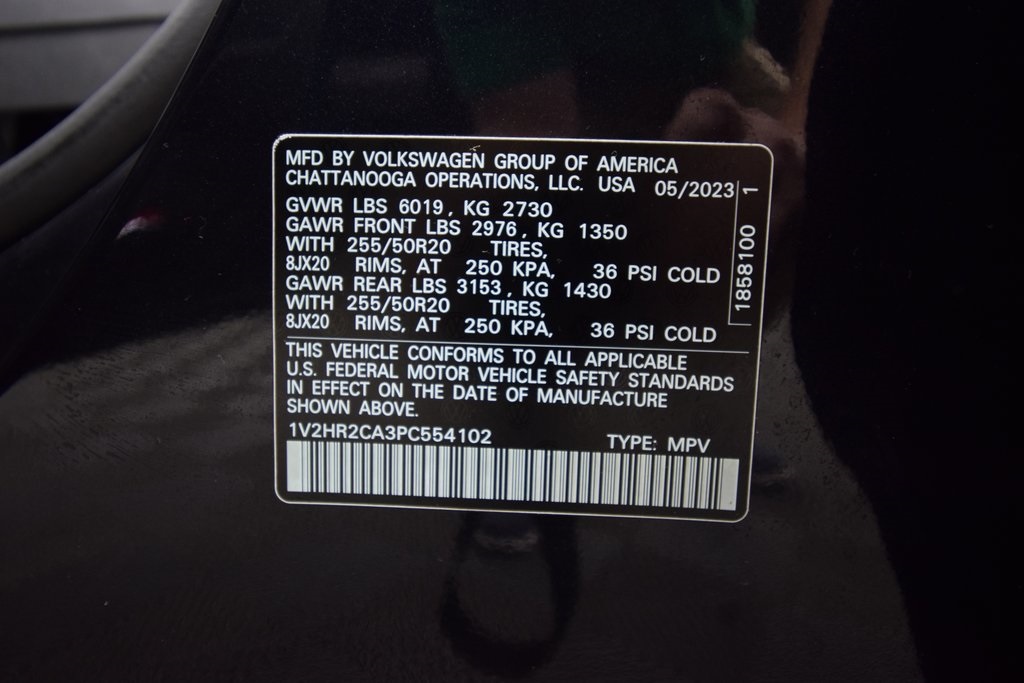 MFD BY VOLKSWAGEN GROUP OF AMERICA
CHATTANOOGA OPERATIONS, LLC. USA 05/2023
GVWR LBS 6019, KG 2730
GAWR FRONT LBS 2976, KG 1350
WITH 255/50R20 TIRES,
8JX20 RIMS, AT 250 KPA, 36 PSI COLD
GAWR REAR LBS 3153, KG 1430
WITH 255/50R20 TIRES,
8JX20 RIMS, AT 250 KPA, 36 PSI COLD
1858100 1
THIS VEHICLE CONFORMS TO ALL APPLICABLE
U.S. FEDERAL MOTOR VEHICLE SAFETY STANDARDS
IN EFFECT ON THE DATE OF MANUFACTURE
SHOWN ABOVE.
1V2HR2CA3PC554102 TYPE: MPV